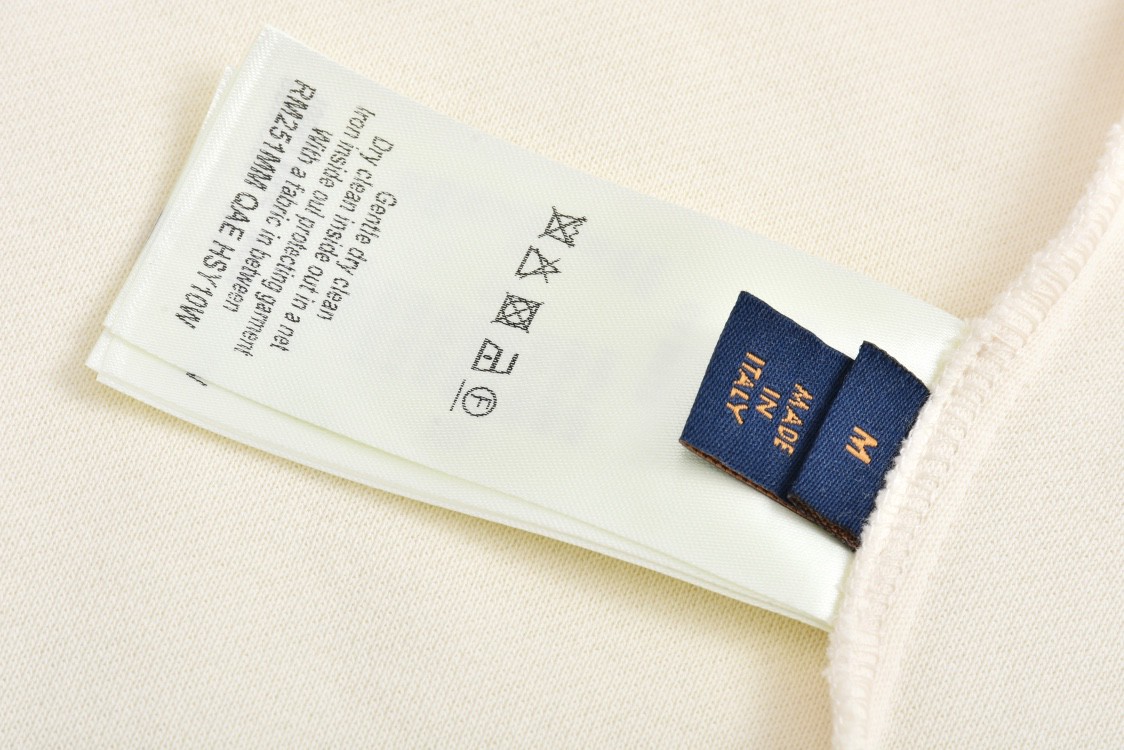 Gentle dry clean
Dry clean inside out in a net
Iron inside out protecting garment
With a fabric in between
RM251MM QAE HSY10W
F
MADE
IN
ITALY
M